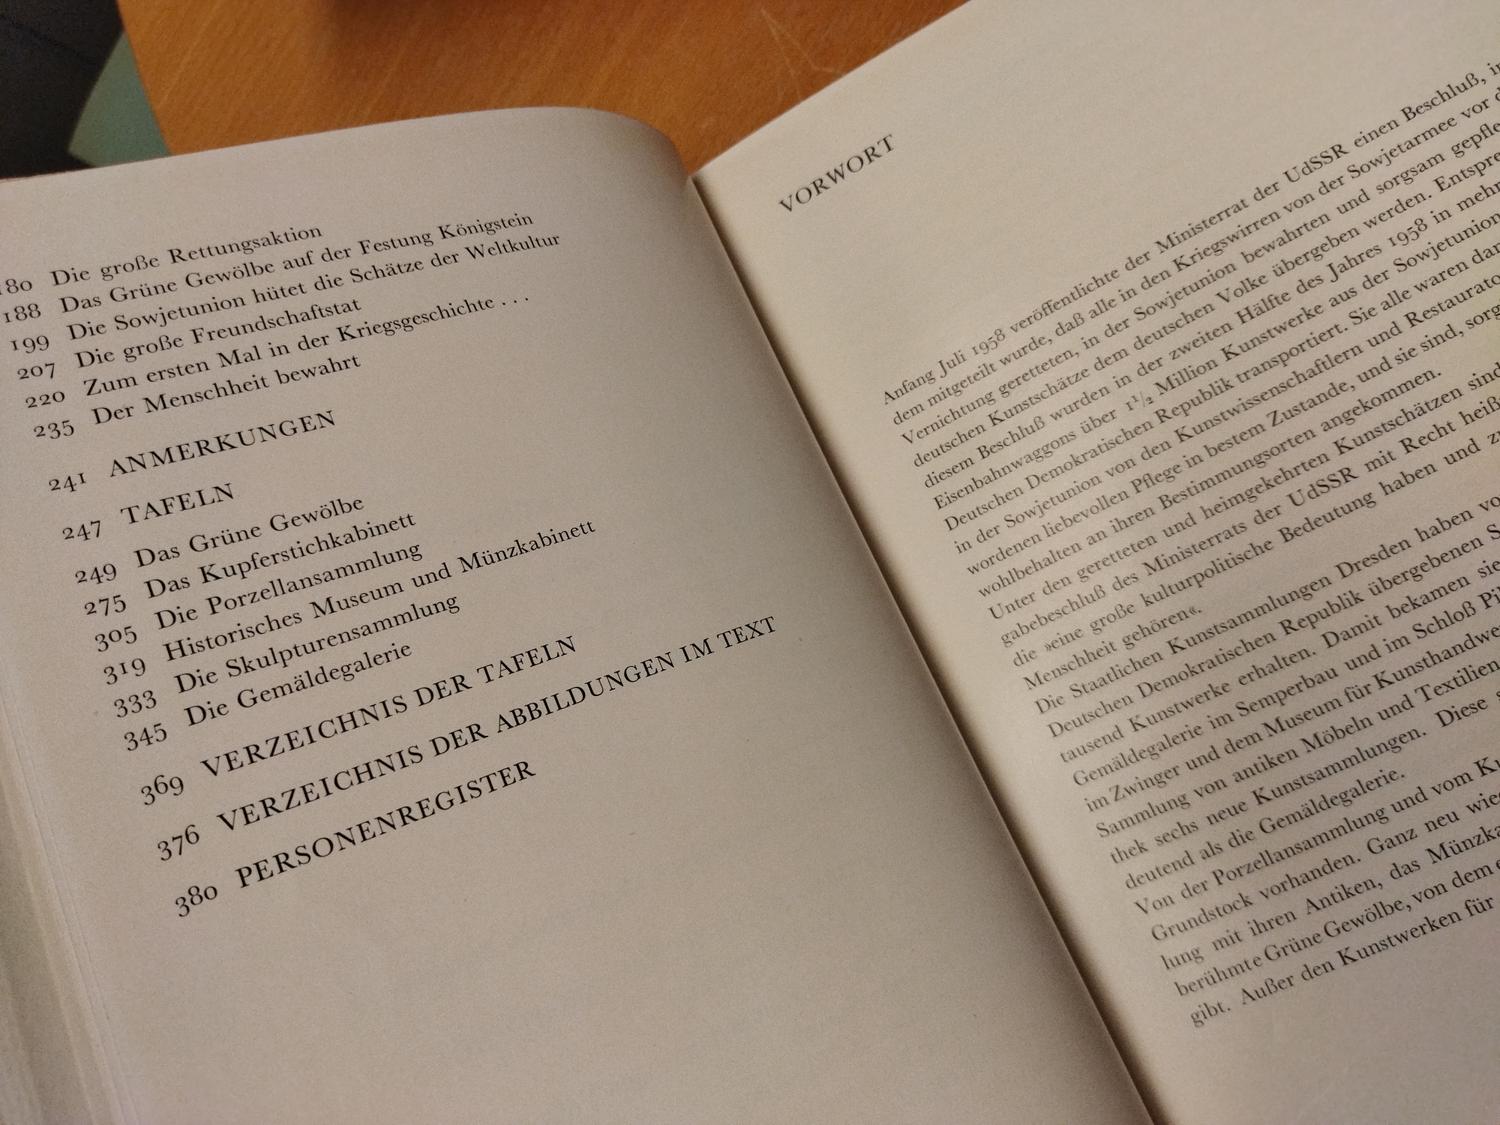 180 Die große Rettungsaktion
188 Das Grüne Gewölbe auf der Festung Königstein
199 Die Sowjetunion hütet die Schätze der Weltkultur
207 Die große Freundschaftstat
220 Zum ersten Mal in der Kriegsgeschichte . . .
235 Der Menschheit bewahrt
241 ANMERKUNGEN
247 TAFELN
249 Das Grüne Gewölbe
275 Das Kupferstichkabinett
305 Die Porzellansammlung
319 Historisches Museum und Münzkabinett
333 Die Skulpturensammlung
345 Die Gemäldegalerie
369 VERZEICHNIS DER TAFELN
376 VERZEICHNIS DER ABBILDUNGEN IM TEXT
380 PERSONENREGISTER
VORWORT
Anfang Juli 1958 veröffentlichte der Ministerrat der UdSSR einen Beschluß, in
dem mitgeteilt wurde, daß alle in den Kriegswirren von der Sowjetarmee vor
Vernichtung geretteten, in der Sowjetunion bewahrten und sorgsam
deutschen Kunstschätze dem deutschen Volke übergeben werden.
diesem Beschluß wurden in der zweiten Hälfte des Jahres 1958 in
Eisenbahnwaggons über 1½ Million Kunstwerke aus der Sowjetunion
Deutschen Demokratischen Republik transportiert. Sie alle waren
in der Sowjetunion von den Kunstwissenschaftlern und
wordenen liebevollen Pflege in bestem Zustande, und sie sind,
wohlbehalten an ihren Bestimmungsorten angekommen.
Unter den geretteten und heimgekehrten Kunstschätzen sind
gabebeschluß des Ministerrats der UdSSR mit Recht
die »eine große kulturpolitische Bedeutung haben und
Menschheit gehören«.
Die Staatlichen Kunstsammlungen Dresden haben
Deutschen Demokratischen Republik übergebenen
tausend Kunstwerke erhalten. Damit bekamen sie
Gemäldegalerie im Semperbau und im Schloß
im Zwinger und dem Museum für
Sammlung von antiken Möbeln und Textilien
thek sechs neue Kunstsammlungen. Diese
deutend als die Gemäldegalerie.
Von der Porzellansammlung und vom
Grundstock vorhanden. Ganz neu
lung mit ihren Antiken, das
berühmte Grüne Gewölbe, von dem
gibt. Außer den Kunstwerken für